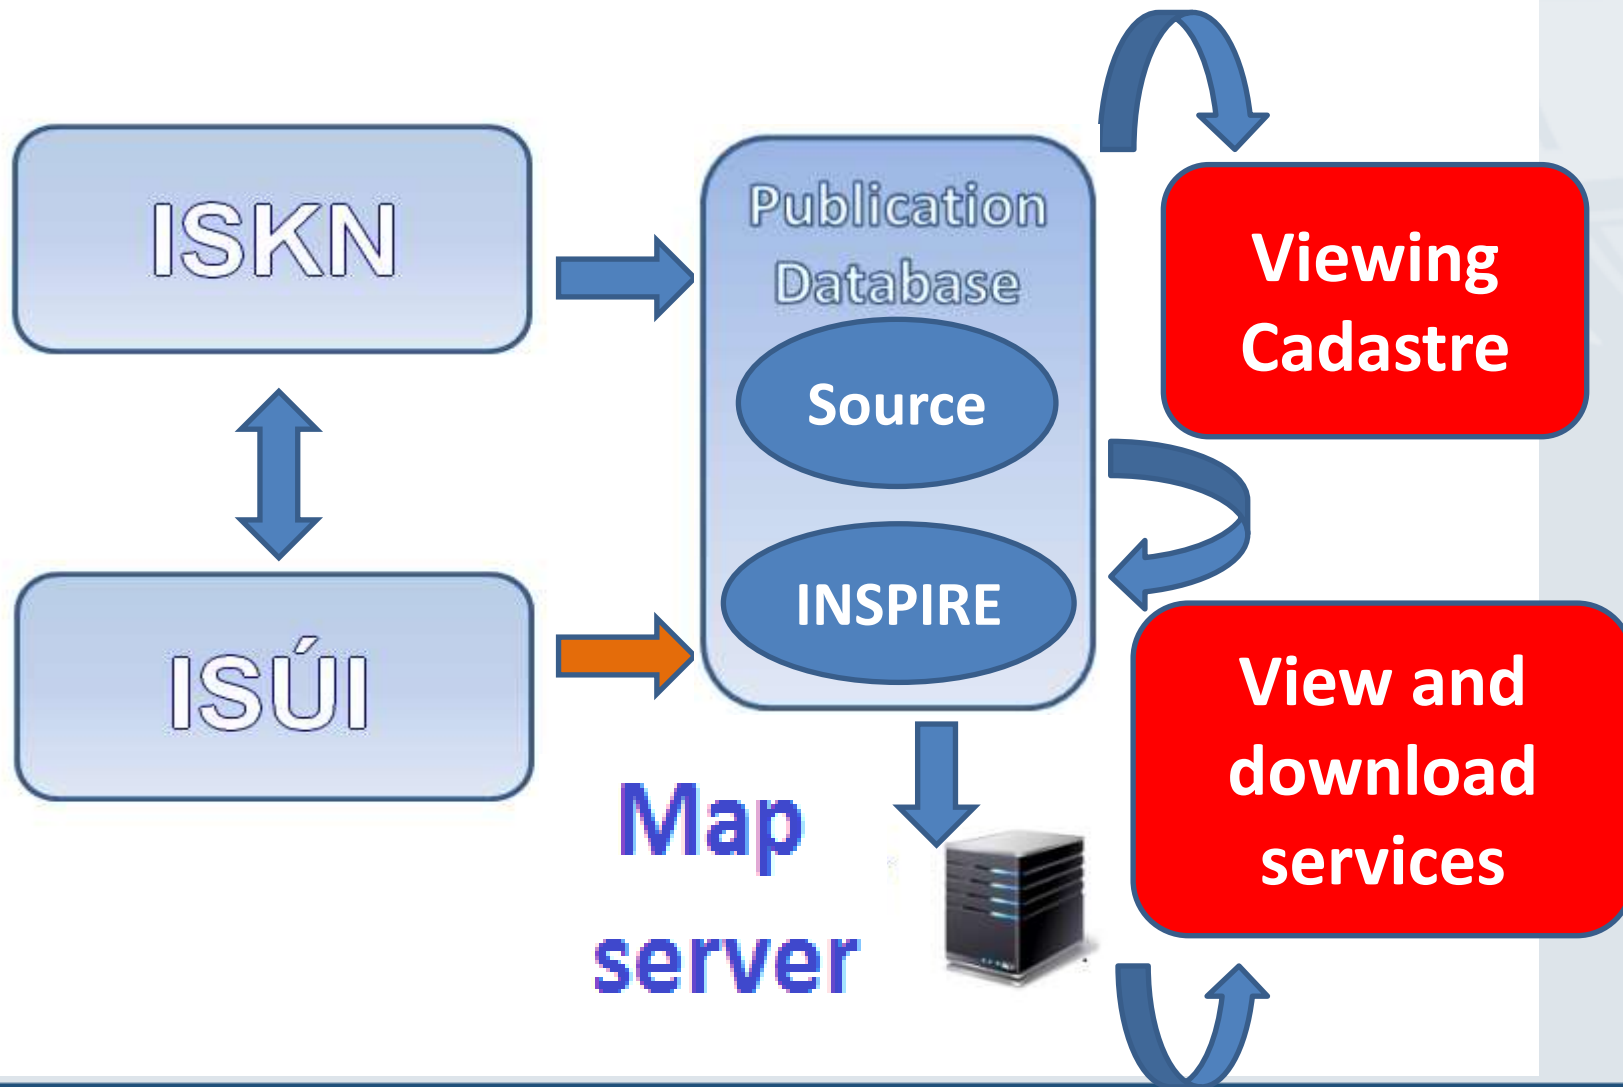 ISKN
ISÚI
Publication
Database
Source
INSPIRE
Map
server
Viewing
Cadastre
View and
download
services